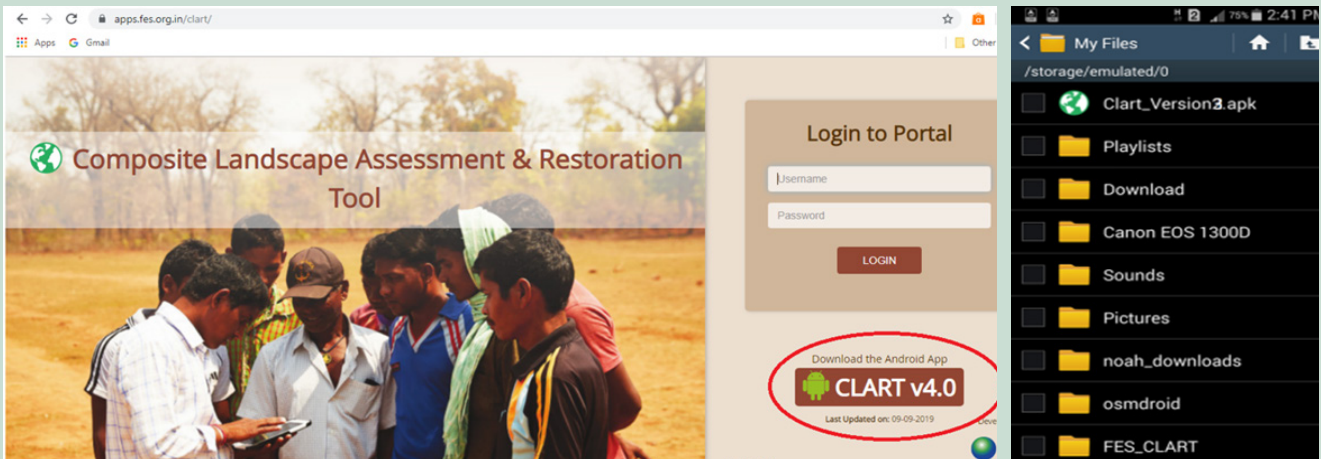 apps.fes.org.in/clart/
Apps G Gmail
Other
Composite Landscape Assessment & Restoration
Tool
Login to Portal
Username
Password
LOGIN
Download the Android App
CLART v4.0
Last Updated on: 09-09-2019
Deve
2 75% 2:41 PM
My Files
/storage/emulated/0
Clart_Version3.apk
Playlists
Download
Canon EOS 1300D
Sounds
Pictures
noah_downloads
osmdroid
FES_CLART